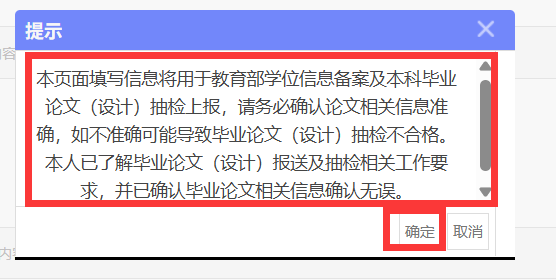 提示
内容
本页面填写信息将用于教育部学位信息备案及本科毕业
论文（设计）抽检上报，请务必确认论文相关信息准
确，如不准确可能导致毕业论文（设计）抽检不合格。
本人已了解毕业论文（设计）报送及抽检相关工作要
求，并已确认毕业论文相关信息确认无误。
确定 取消
内容